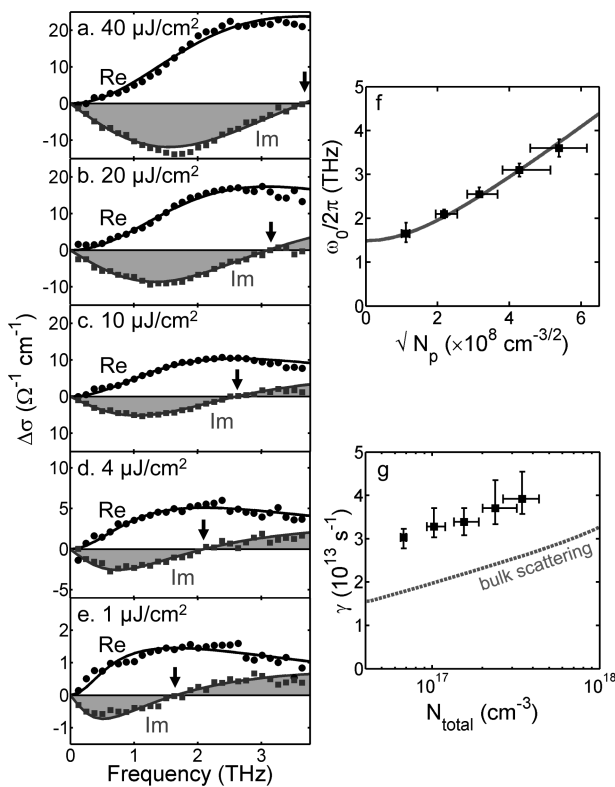 a. 40 µJ/cm²
Re
Im
0
-10
20
10
b. 20 µJ/cm²
Re
Im
0
-10
20
10
c. 10 µJ/cm²
Re
Im
0
10
20
10
d. 4 µJ/cm²
Re
Im
-5
0
5
10
e. 1 µJ/cm²
Re
Im
-1
0
1
2
0 1 2 3
Frequency (THz)
Δσ (Ω⁻¹ cm⁻¹)
f
5
4
3
2
1
0
0 2 4 6
ω₀/2π (THz)
√ Nₚ (×10⁸ cm⁻³/²)
g
5
4
3
2
1
0
bulk scattering
γ (10¹³ s⁻¹)
10¹⁷ 10¹⁸
N_total (cm⁻³)